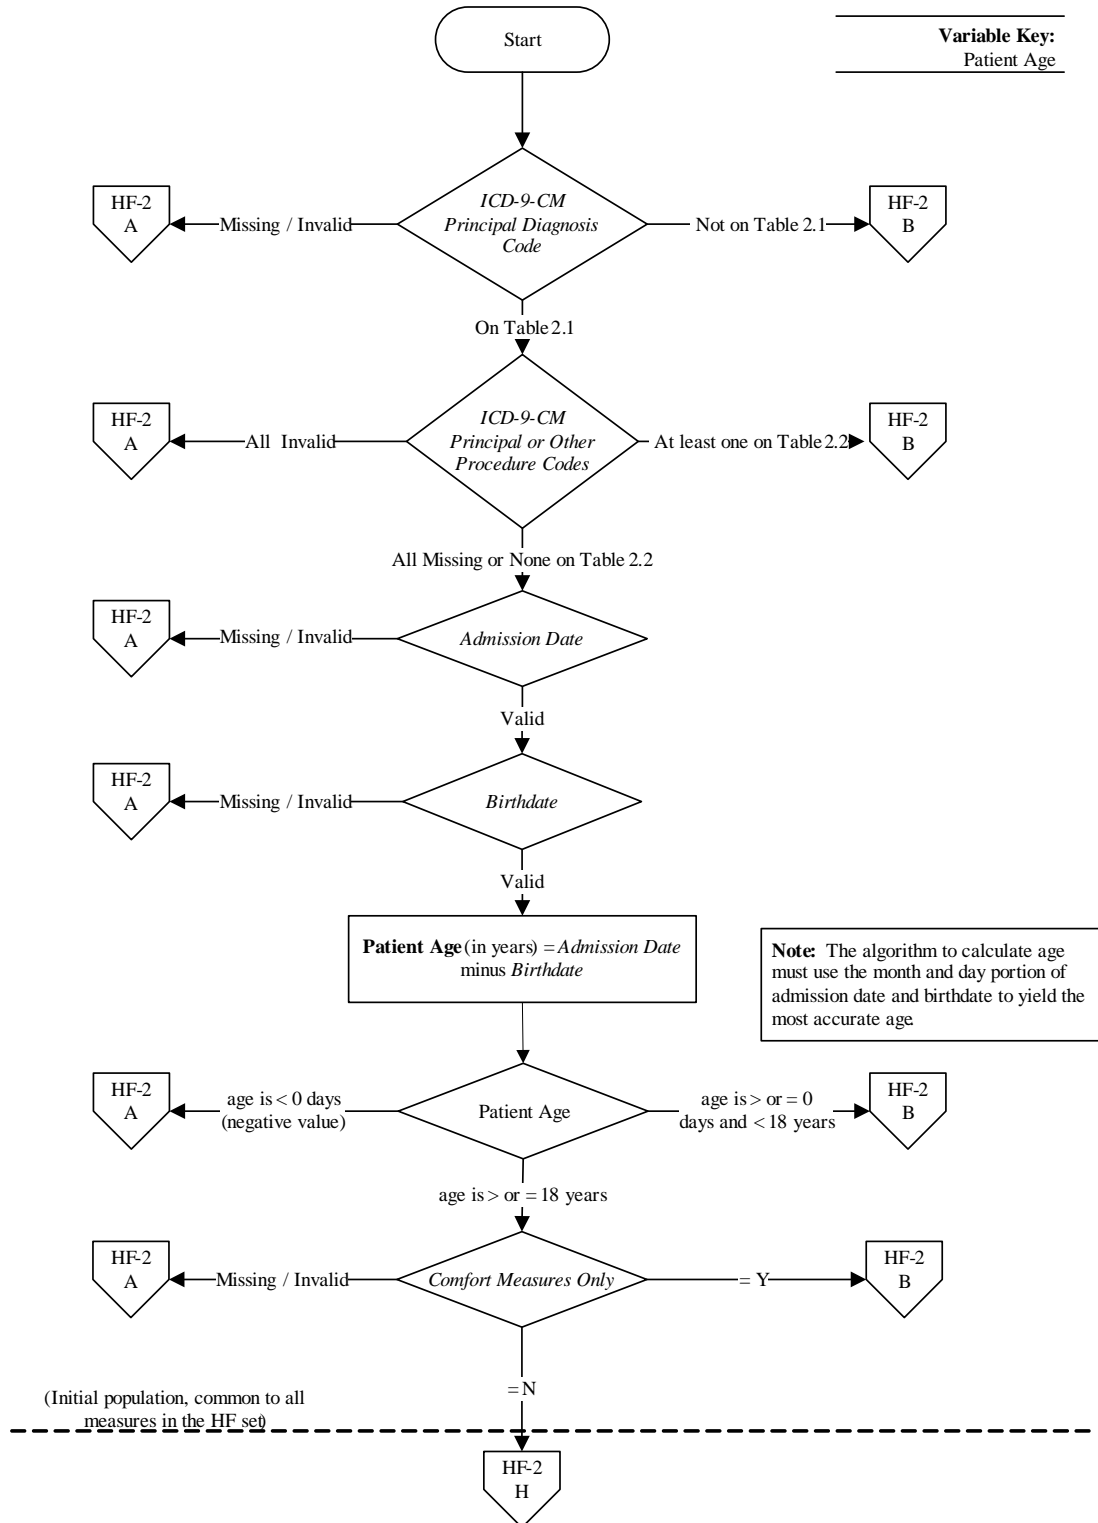 Start
Variable Key:
Patient Age
HF-2
A
Missing / Invalid
ICD-9-CM
Principal Diagnosis
Code
Not on Table 2.1
HF-2
B
On Table 2.1
HF-2
A
All Invalid
ICD-9-CM
Principal or Other
Procedure Codes
At least one on Table 2.2
HF-2
B
All Missing or None on Table 2.2
HF-2
A
Missing / Invalid
Admission Date
Valid
HF-2
A
Missing / Invalid
Birthdate
Valid
Patient Age (in years) = Admission Date
minus Birthdate
Note: The algorithm to calculate age
must use the month and day portion of
admission date and birthdate to yield the
most accurate age.
HF-2
A
age is < 0 days
(negative value)
Patient Age
age is > or = 0
days and < 18 years
HF-2
B
age is > or = 18 years
HF-2
A
Missing / Invalid
Comfort Measures Only
= Y
HF-2
B
= N
(Initial population, common to all
measures in the HF set)
HF-2
H